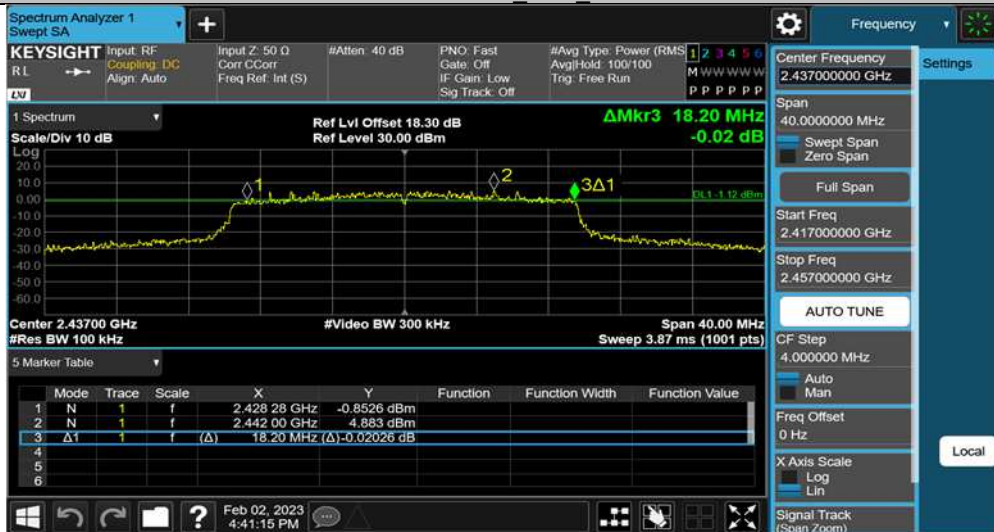 Spectrum Analyzer 1
Swept SA
Frequency
KEYSIGHT
RL
LXI
Input: RF
Coupling: DC
Align: Auto
Input Z: 50 Ω
Corr CCorr
Freq Ref: Int (S)
#Atten: 40 dB
PNO: Fast
Gate: Off
IF Gain: Low
Sig Track: Off
#Avg Type: Power (RMS
Avg|Hold: 100/100
Trig: Free Run
1 2 3 4 5 6
M W W W W W
P P P P P P
1 Spectrum
Scale/Div 10 dB
Ref Lvl Offset 18.30 dB
Ref Level 30.00 dBm
ΔMkr3 18.20 MHz
-0.02 dB
Log
20.0
10.0
0.00
-10.0
-20.0
-30.0
-40.0
-50.0
-60.0
1
2
3Δ1
DL1 -1.12 dBm
Center 2.43700 GHz
#Res BW 100 kHz
#Video BW 300 kHz
Span 40.00 MHz
Sweep 3.87 ms (1001 pts)
5 Marker Table
Mode Trace Scale X Y Function Function Width Function Value
1 N 1 f 2.428 28 GHz -0.8526 dBm
2 N 1 f 2.442 00 GHz 4.883 dBm
3 Δ1 1 f (Δ) 18.20 MHz (Δ) -0.02026 dB
4
5
6
Feb 02, 2023
4:41:15 PM
Center Frequency
2.437000000 GHz
Span
40.0000000 MHz
Swept Span
Zero Span
Full Span
Start Freq
2.417000000 GHz
Stop Freq
2.457000000 GHz
AUTO TUNE
CF Step
4.000000 MHz
Auto
Man
Freq Offset
0 Hz
X Axis Scale
Log
Lin
Signal Track
(Span Zoom)
Settings
Local